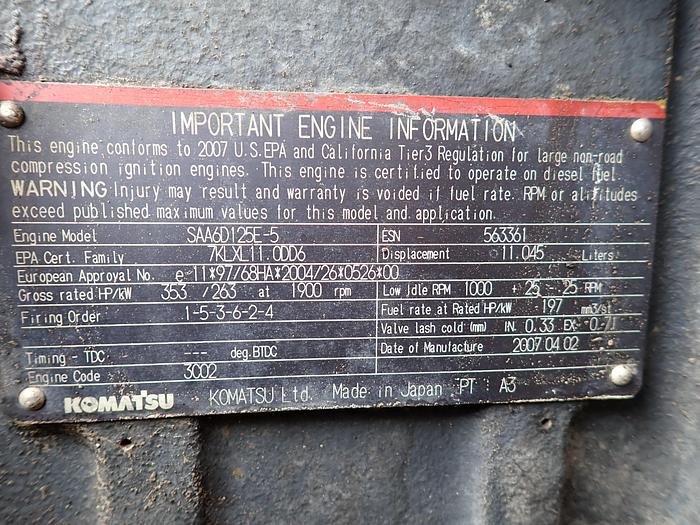 IMPORTANT ENGINE INFORMATION
This engine conforms to 2007 U.S.EPA and California Tier3 Regulation for large non-road
compression ignition engines. This engine is certified to operate on diesel fuel.
WARNING Injury may result and warranty is voided if fuel rate. RPM or altitudes
exceed published maximum values for this model and application.
Engine Model SAA6D125E-5 ESN 563361
EPA Cert. Family 7KLXL11.0DD6 Displacement 11.045 Liters
European Approval No. e 11*97/68HA*2004/26*0526*00
Gross rated HP/kW 353 /263 at 1900 rpm Low Idle RPM 1000 + 25 - 25 RPM
Firing Order 1-5-3-6-2-4 Fuel rate at Rated HP/kW 197 mm3/st
Valve lash cold (mm) IN. 0.33 EX. 0.71
Timing - TDC --- deg.BTDC Date of Manufacture 2007.04.02
Engine Code 3002
KOMATSU KOMATSU Ltd. Made in Japan PT : A3